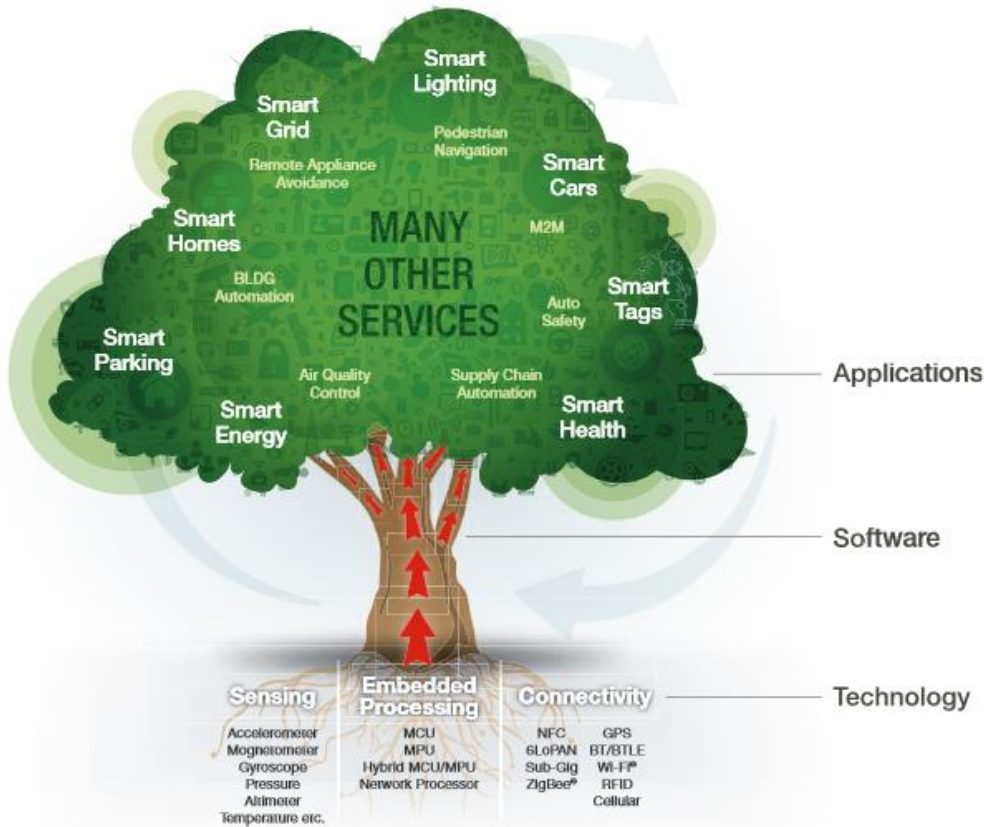 Smart
Lighting
Smart
Grid
Pedestrian
Navigation
Remote Appliance
Avoidance
Smart
Cars
Smart
Homes
MANY
OTHER
SERVICES
M2M
BLDG
Automation
Smart
Tags
Auto
Safety
Smart
Parking
Air Quality
Control
Supply Chain
Automation
Applications
Smart
Energy
Smart
Health
Software
Sensing
Embedded
Processing
Connectivity
Technology
Accelerometer
Mognetometer
Gyroscope
Pressure
Altimeter
Temperature etc.
MCU
MPU
Hybrid MCU/MPU
Network Processor
NFC
6LoPAN
Sub-Gig
ZigBee®
GPS
BT/BTLE
Wi-Fi®
RFID
Cellular